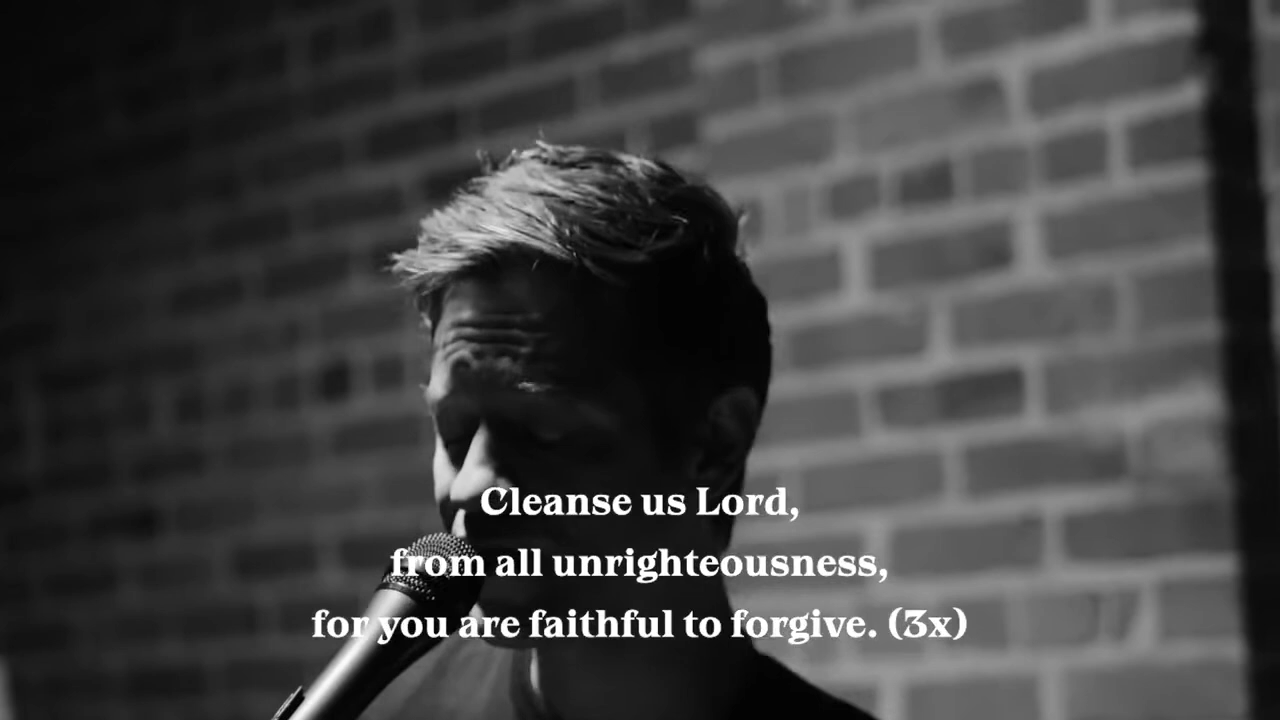 Cleanse us Lord,
from all unrighteousness,
for you are faithful to forgive. (3x)